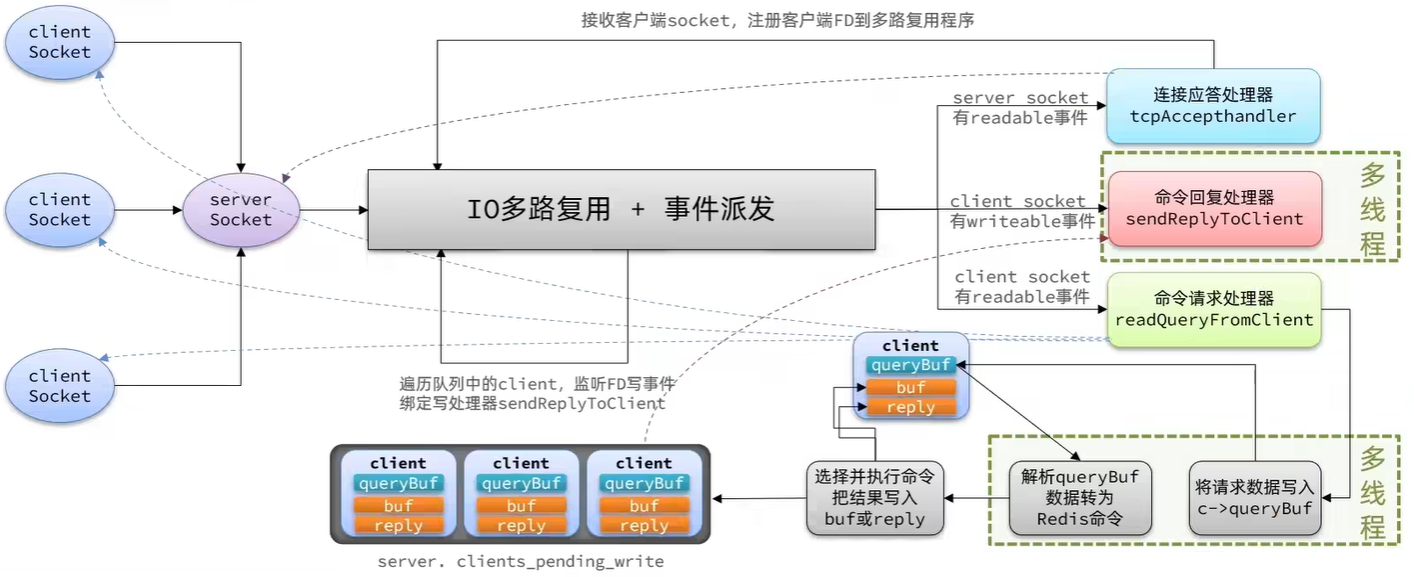 接收客户端socket，注册客户端FD到多路复用程序
client
Socket
client
Socket
client
Socket
server
Socket
IO多路复用 + 事件派发
server socket
有readable事件
连接应答处理器
tcpAccepthandler
client socket
有writeable事件
命令回复处理器
sendReplyToClient
多
线
程
client socket
有readable事件
命令请求处理器
readQueryFromClient
遍历队列中的client，监听FD写事件
绑定写处理器sendReplyToClient
client
queryBuf
buf
reply
client
queryBuf
buf
reply
client
queryBuf
buf
reply
client
queryBuf
buf
reply
server. clients_pending_write
选择并执行命令
把结果写入
buf或reply
解析queryBuf
数据转为
Redis命令
将请求数据写入
c->queryBuf
多
线
程